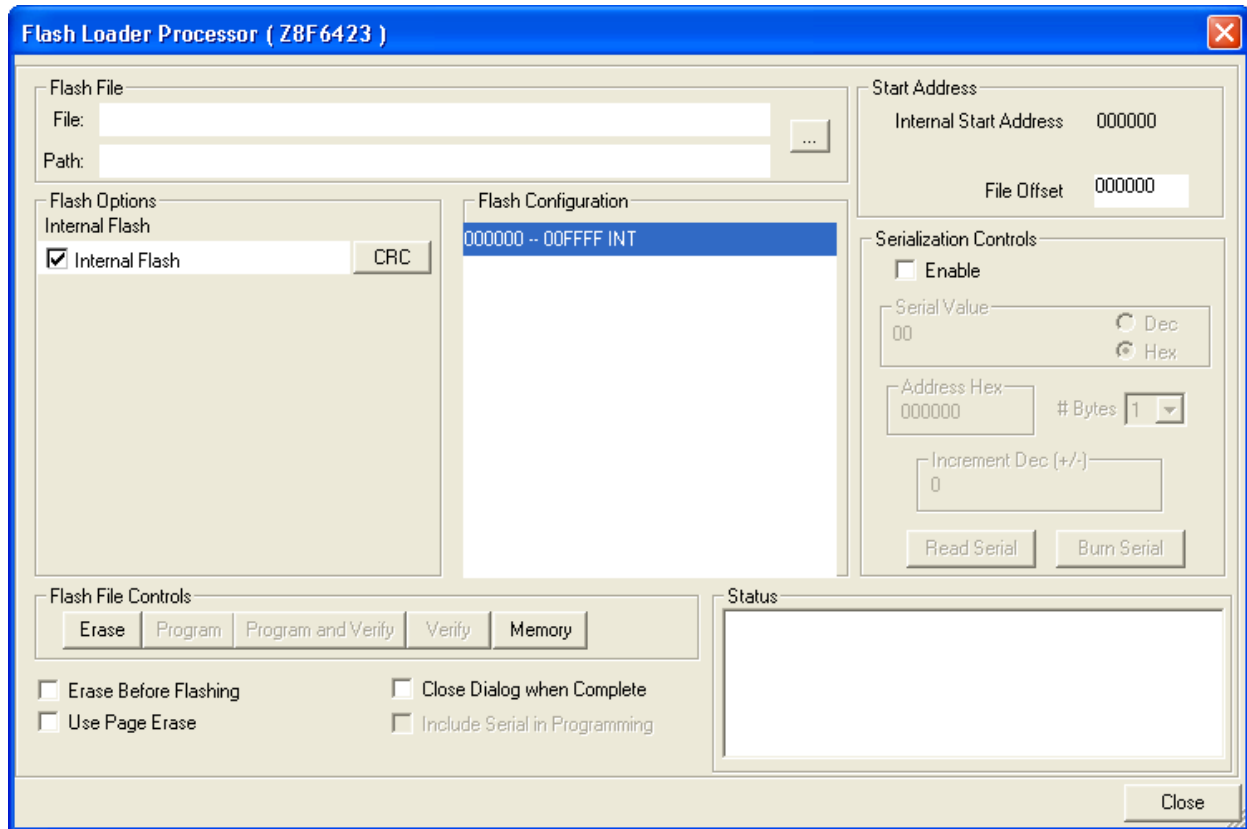 Flash Loader Processor ( Z8F6423 )
Flash File
File:
...
Path:
Start Address
Internal Start Address 000000
File Offset 000000
Flash Options
Internal Flash
Internal Flash CRC
Flash Configuration
000000 -- 00FFFF INT
Serialization Controls
Enable
Serial Value
00
Dec
Hex
Address Hex
000000
# Bytes 1
Increment Dec (+/-)
0
Read Serial Burn Serial
Flash File Controls
Erase Program Program and Verify Verify Memory
Erase Before Flashing
Close Dialog when Complete
Use Page Erase
Include Serial in Programming
Status
Close